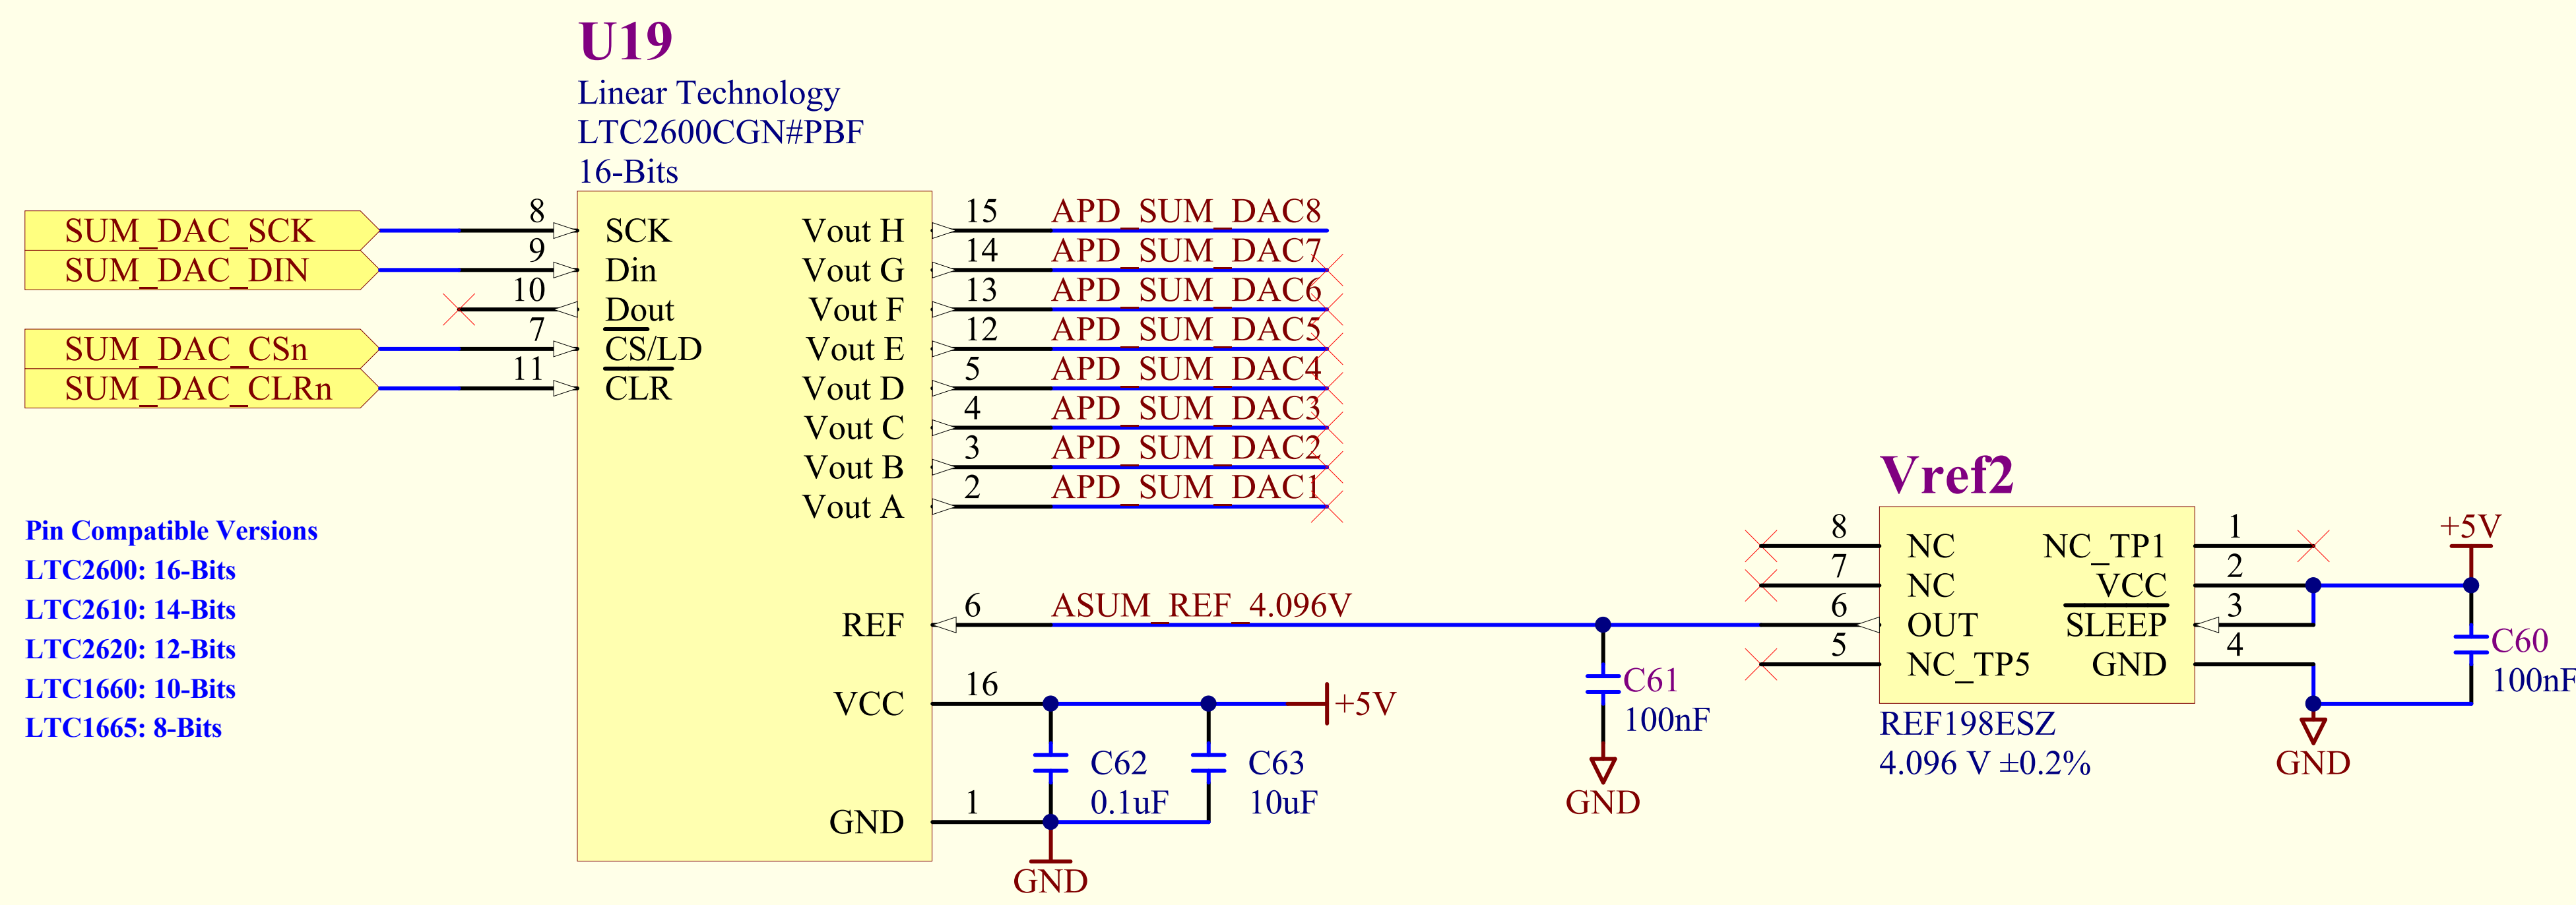 U19
Linear Technology
LTC2600CGN#PBF
16-Bits
SUM_DAC_SCK 8 SCK Vout H 15 APD_SUM_DAC8
SUM_DAC_DIN 9 Din Vout G 14 APD_SUM_DAC7
10 Dout Vout F 13 APD_SUM_DAC6
SUM_DAC_CSn 7 CS/LD Vout E 12 APD_SUM_DAC5
SUM_DAC_CLRn 11 CLR Vout D 5 APD_SUM_DAC4
Vout C 4 APD_SUM_DAC3
Vout B 3 APD_SUM_DAC2
Vout A 2 APD_SUM_DAC1
REF 6 ASUM_REF_4.096V
VCC 16 +5V
C62 C63
0.1uF 10uF
GND 1
GND
Pin Compatible Versions
LTC2600: 16-Bits
LTC2610: 14-Bits
LTC2620: 12-Bits
LTC1660: 10-Bits
LTC1665: 8-Bits
C61
100nF
GND
Vref2
8 NC NC_TP1 1
7 NC VCC 2
6 OUT SLEEP 3
5 NC_TP5 GND 4
REF198ESZ
4.096 V ±0.2%
+5V
C60
100nF
GND